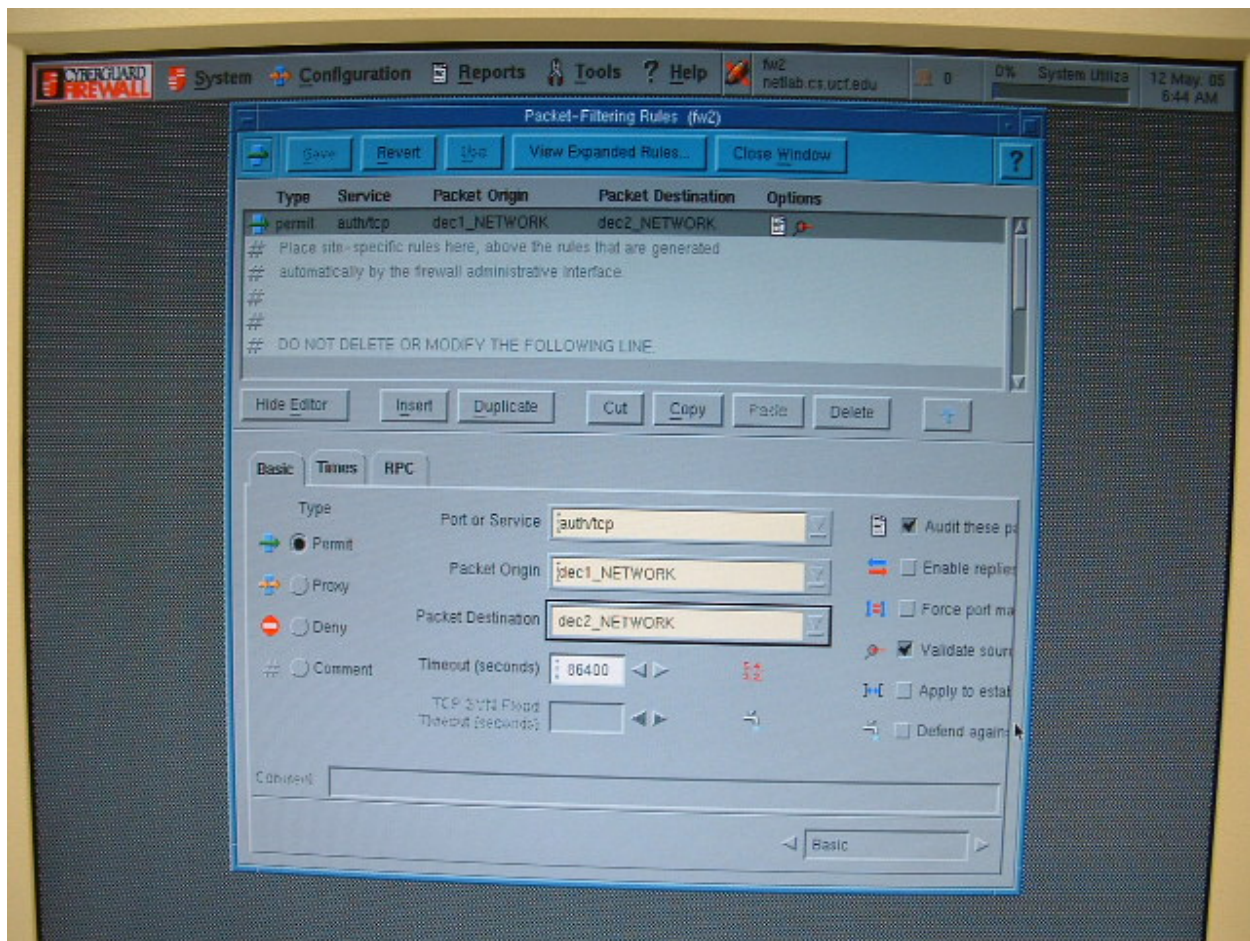 CYBERGUARD
FIREWALL
System Configuration Reports Tools ? Help
fw2
netlab.cs.ucf.edu
0
0% System Utiliza
12 May, 05
6:44 AM
Packet-Filtering Rules (fw2)
Save Revert Use View Expanded Rules... Close Window ?
Type Service Packet Origin Packet Destination Options
permit auth/tcp dec1_NETWORK dec2_NETWORK
# Place site-specific rules here, above the rules that are generated
# automatically by the firewall administrative interface.
#
#
# DO NOT DELETE OR MODIFY THE FOLLOWING LINE.
Hide Editor Insert Duplicate Cut Copy Paste Delete
Basic Times RPC
Type
Permit
Proxy
Deny
# Comment
Port or Service auth/tcp
Packet Origin dec1_NETWORK
Packet Destination dec2_NETWORK
Timeout (seconds) 86400
TCP SYN Flood
Timeout (seconds)
Audit these pa
Enable replies
Force port ma
Validate sour
Apply to estab
Defend agains
Comment
Basic